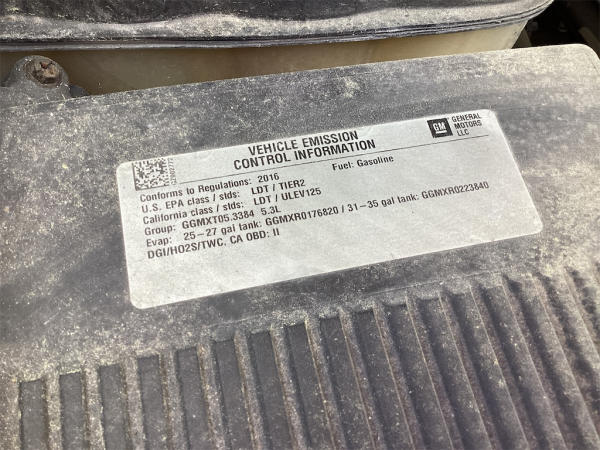 VEHICLE EMISSION
CONTROL INFORMATION
GM GENERAL
MOTORS
LLC
Conforms to Regulations: 2016 Fuel: Gasoline
U.S. EPA class / stds: LDT / TIER2
California class / stds: LDT / ULEV125
Group: GGMXT05.3384 5.3L
Evap: 25-27 gal tank: GGMXR0176820 / 31-35 gal tank: GGMXR0223840
DGI/HO2S/TWC, CA OBD: II